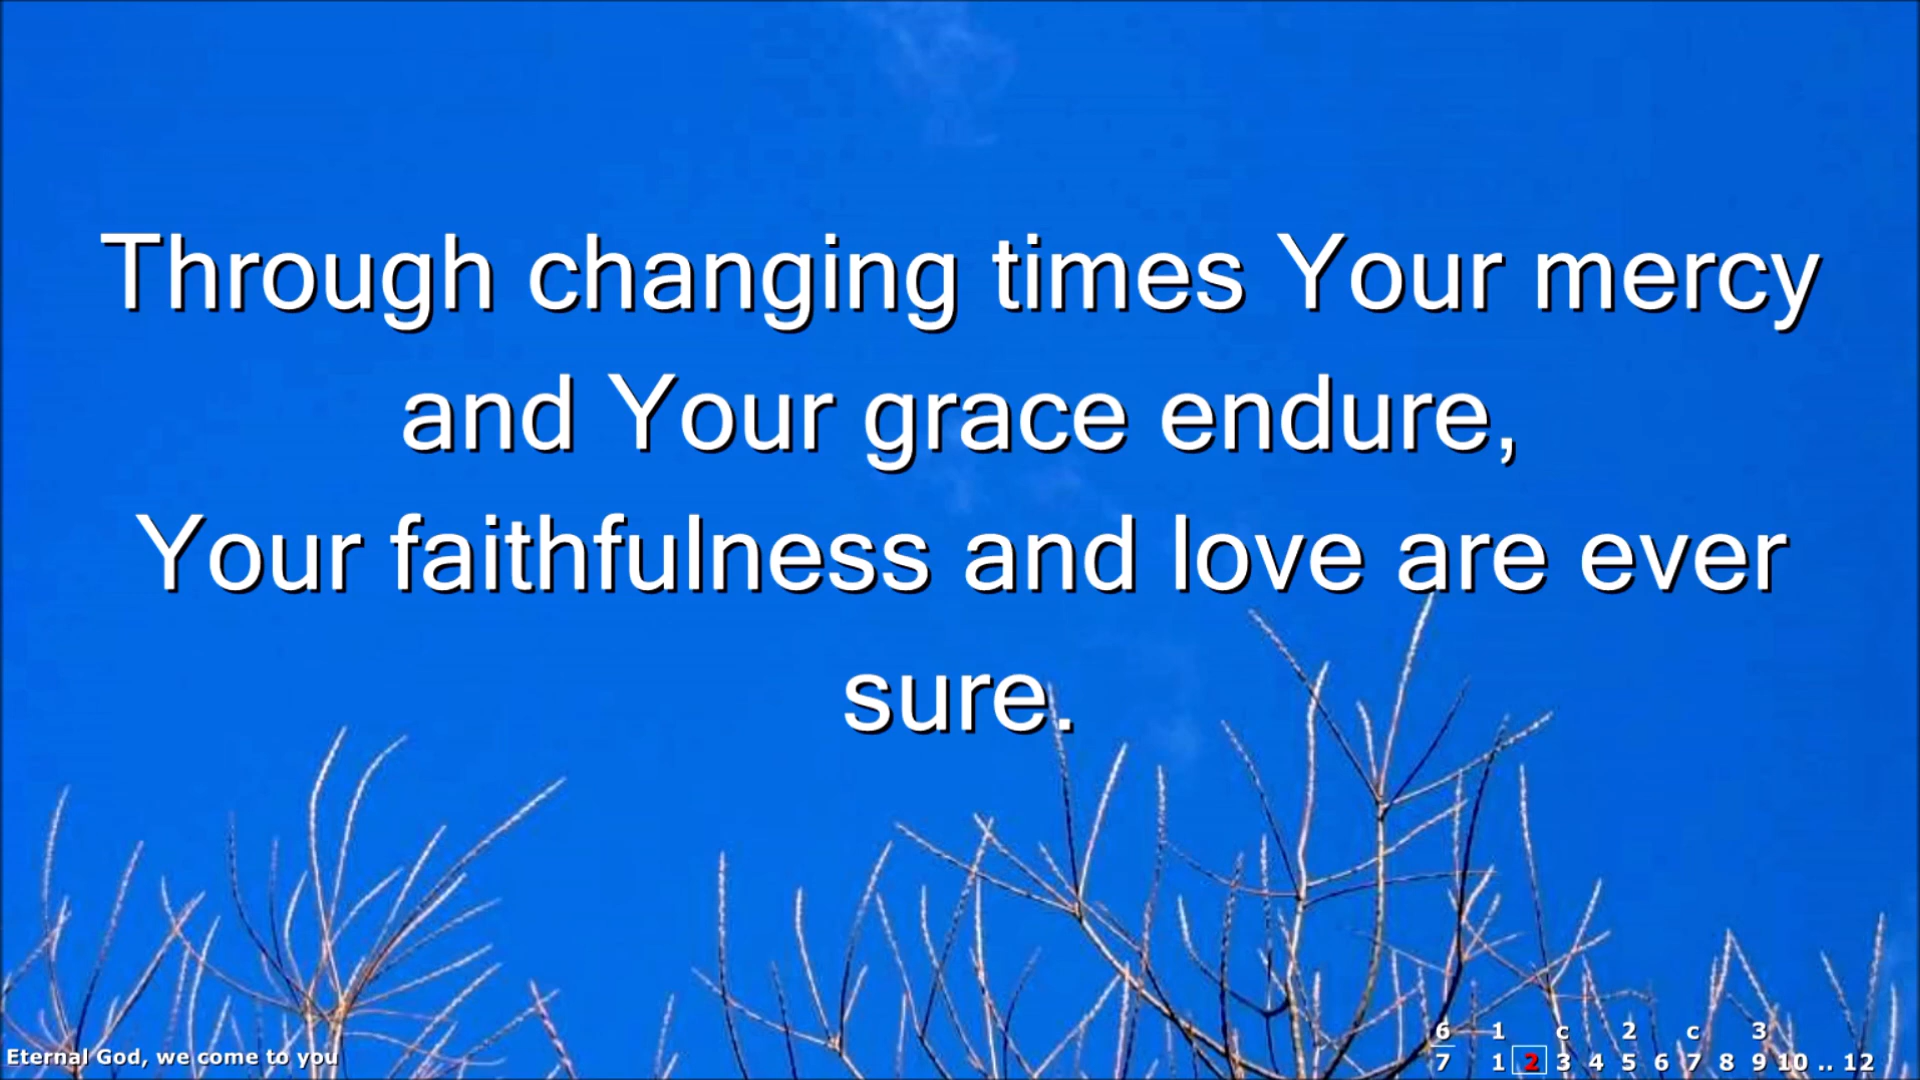 Through changing times Your mercy
and Your grace endure,
Your faithfulness and love are ever
sure.
Eternal God, we come to you
6 1 c 2 c 3
7 1 2 3 4 5 6 7 8 9 10 .. 12